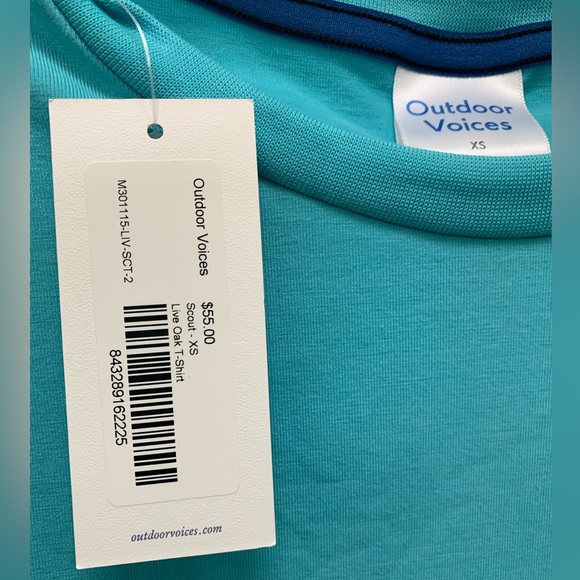 Outdoor Voices
M301115-LIV-SCT-2
$55.00
Scout - XS
Live Oak T-Shirt
843289162225
outdoorvoices.com
Outdoor
Voices
XS